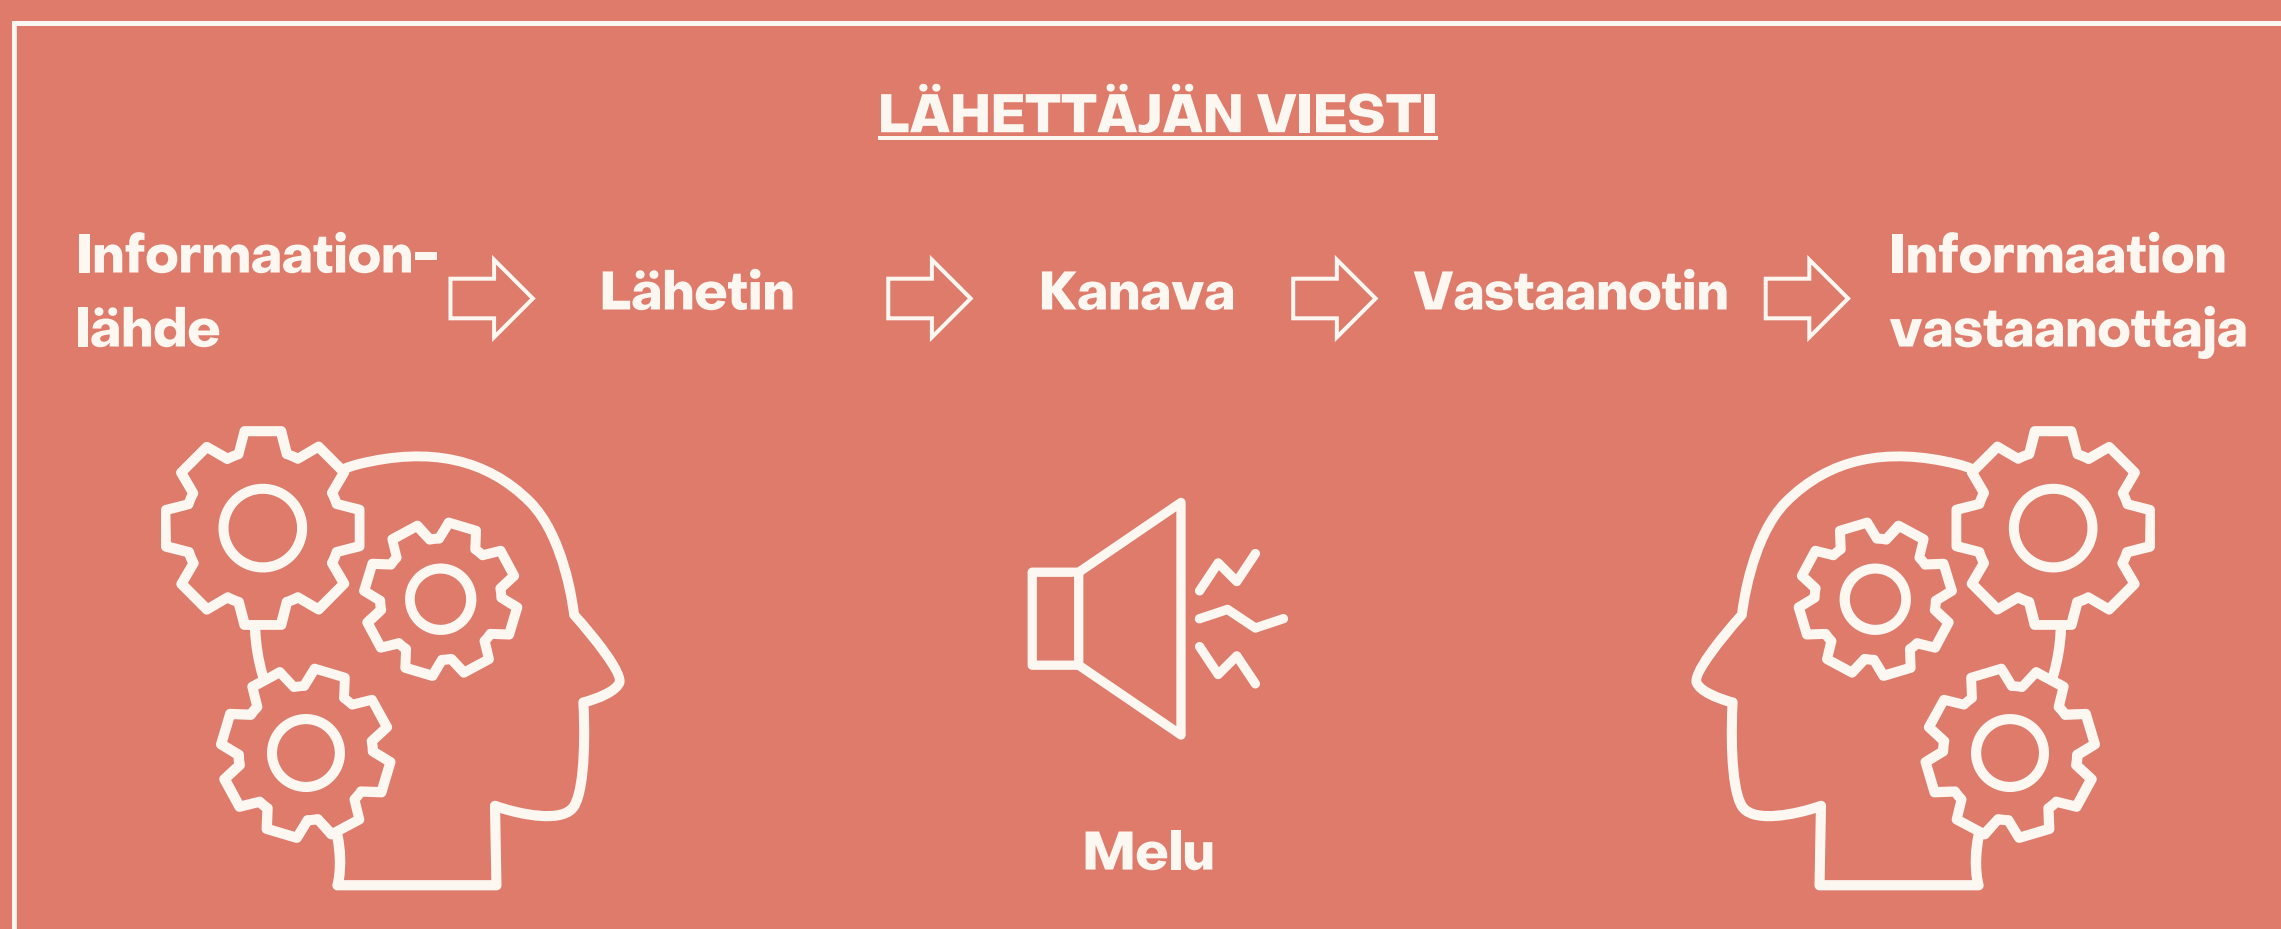 LÄHETTÄJÄN VIESTI
Informaation-
lähde
Lähetin
Kanava
Vastaanotin
Informaation
vastaanottaja
Melu